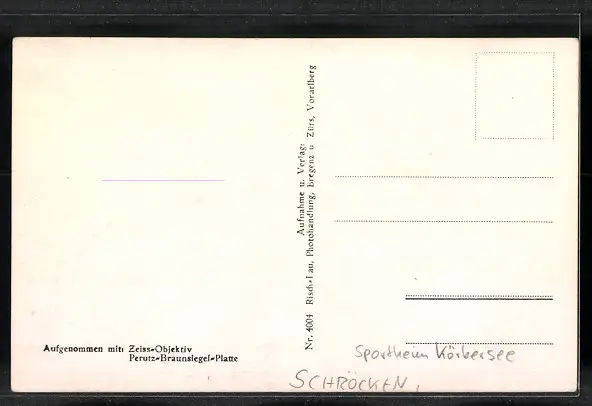 Aufgenommen mit: Zeiss-Objektiv
Perutz-Braunsiegel-Platte
Aufnahme u. Verlag:
Nr. 4004 Risch-Lau, Photohandlung, Bregenz u Zürs, Vorarlberg
Sportheim Körbersee
SCHRÖCKEN,